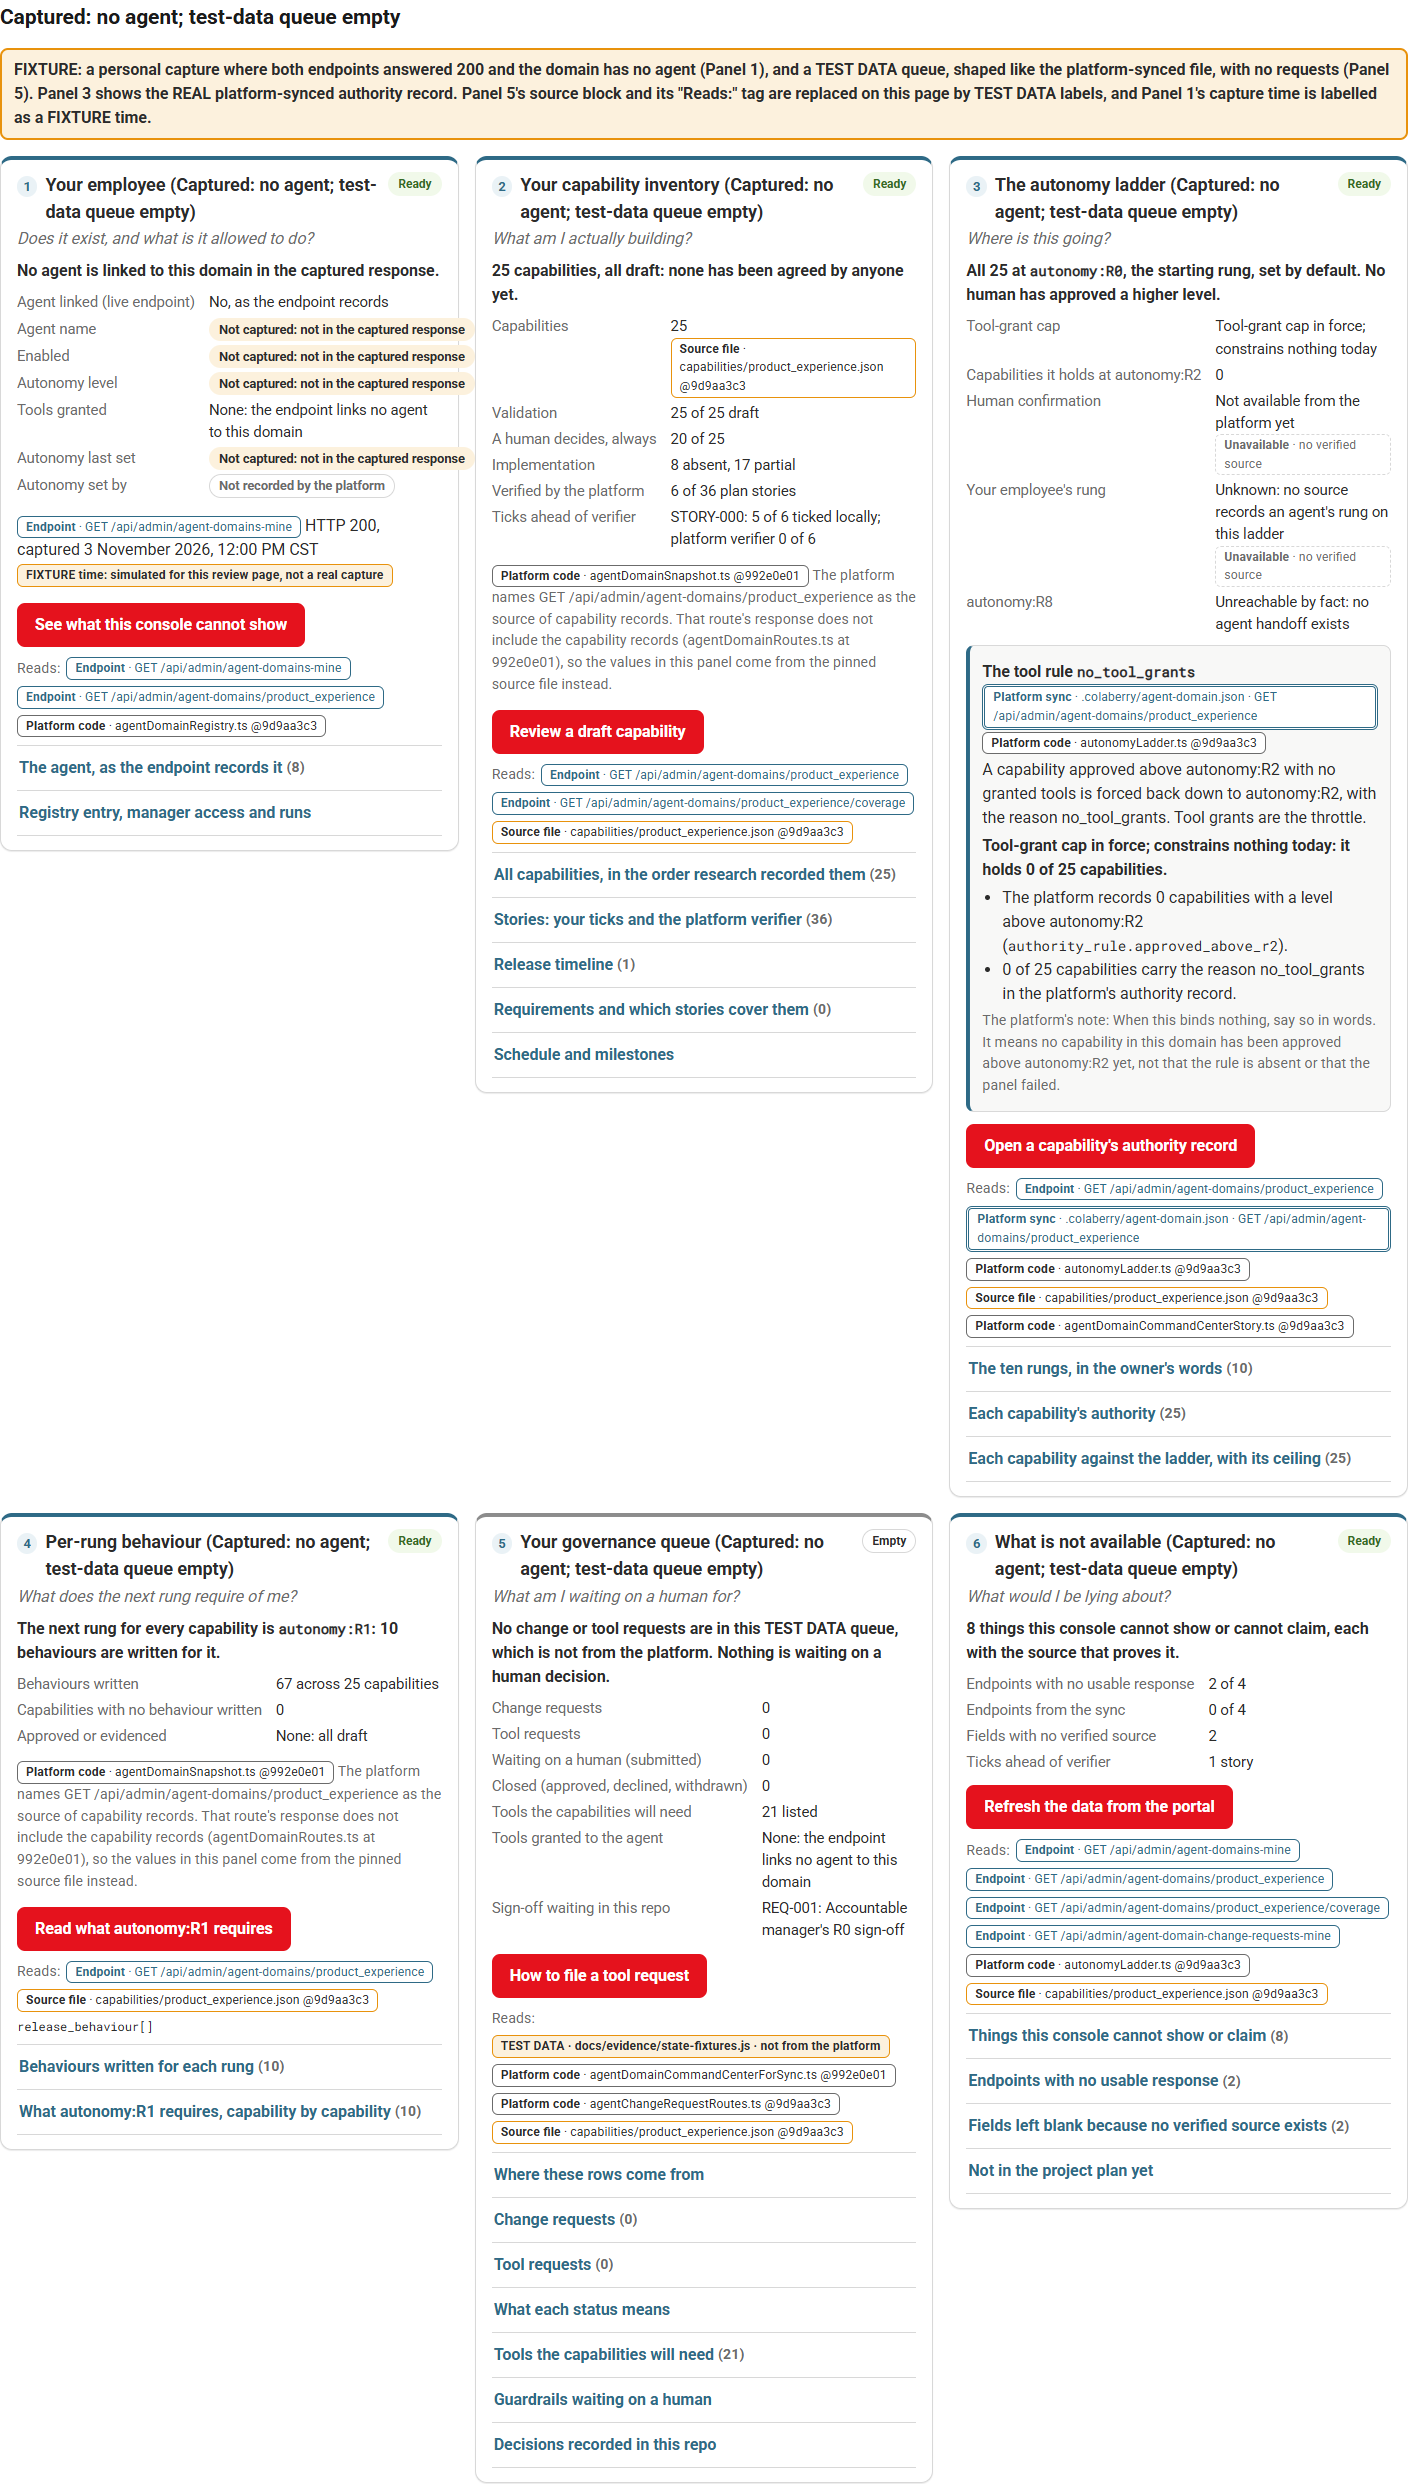 Captured: no agent; test-data queue empty
FIXTURE: a personal capture where both endpoints answered 200 and the domain has no agent (Panel 1), and a TEST DATA queue, shaped like the platform-synced file, with no requests (Panel
5). Panel 3 shows the REAL platform-synced authority record. Panel 5's source block and its "Reads:" tag are replaced on this page by TEST DATA labels, and Panel 1's capture time is labelled
as a FIXTURE time.
1 Your employee (Captured: no agent; test-
data queue empty)
Ready
Does it exist, and what is it allowed to do?
No agent is linked to this domain in the captured response.
Agent linked (live endpoint) No, as the endpoint records
Agent name Not captured: not in the captured response
Enabled Not captured: not in the captured response
Autonomy level Not captured: not in the captured response
Tools granted None: the endpoint links no agent
to this domain
Autonomy last set Not captured: not in the captured response
Autonomy set by Not recorded by the platform
Endpoint · GET /api/admin/agent-domains-mine HTTP 200,
captured 3 November 2026, 12:00 PM CST
FIXTURE time: simulated for this review page, not a real capture
See what this console cannot show
Reads: Endpoint · GET /api/admin/agent-domains-mine
Endpoint · GET /api/admin/agent-domains/product_experience
Platform code · agentDomainRegistry.ts @9d9aa3c3
The agent, as the endpoint records it (8)
Registry entry, manager access and runs
2 Your capability inventory (Captured: no
agent; test-data queue empty)
Ready
What am I actually building?
25 capabilities, all draft: none has been agreed by anyone
yet.
Capabilities 25
Source file ·
capabilities/product_experience.json
@9d9aa3c3
Validation 25 of 25 draft
A human decides, always 20 of 25
Implementation 8 absent, 17 partial
Verified by the platform 6 of 36 plan stories
Ticks ahead of verifier STORY-000: 5 of 6 ticked locally;
platform verifier 0 of 6
Platform code · agentDomainSnapshot.ts @992e0e01 The platform
names GET /api/admin/agent-domains/product_experience as the
source of capability records. That route's response does not
include the capability records (agentDomainRoutes.ts at
992e0e01), so the values in this panel come from the pinned
source file instead.
Review a draft capability
Reads: Endpoint · GET /api/admin/agent-domains/product_experience
Endpoint · GET /api/admin/agent-domains/product_experience/coverage
Source file · capabilities/product_experience.json @9d9aa3c3
All capabilities, in the order research recorded them (25)
Stories: your ticks and the platform verifier (36)
Release timeline (1)
Requirements and which stories cover them (0)
Schedule and milestones
3 The autonomy ladder (Captured: no
agent; test-data queue empty)
Ready
Where is this going?
All 25 at autonomy:R0, the starting rung, set by default. No
human has approved a higher level.
Tool-grant cap Tool-grant cap in force;
constrains nothing today
Capabilities it holds at autonomy:R2 0
Human confirmation Not available from the
platform yet
Unavailable · no verified
source
Your employee's rung Unknown: no source
records an agent's rung on
this ladder
Unavailable · no verified
source
autonomy:R8 Unreachable by fact: no
agent handoff exists
The tool rule no_tool_grants
Platform sync · .colaberry/agent-domain.json · GET
/api/admin/agent-domains/product_experience
Platform code · autonomyLadder.ts @9d9aa3c3
A capability approved above autonomy:R2 with no
granted tools is forced back down to autonomy:R2, with
the reason no_tool_grants. Tool grants are the throttle.
Tool-grant cap in force; constrains nothing today: it
holds 0 of 25 capabilities.
• The platform records 0 capabilities with a level
above autonomy:R2
(authority_rule.approved_above_r2).
• 0 of 25 capabilities carry the reason no_tool_grants
in the platform's authority record.
The platform's note: When this binds nothing, say so in words.
It means no capability in this domain has been approved
above autonomy:R2 yet, not that the rule is absent or that the
panel failed.
Open a capability's authority record
Reads: Endpoint · GET /api/admin/agent-domains/product_experience
Platform sync · .colaberry/agent-domain.json · GET /api/admin/agent-
domains/product_experience
Platform code · autonomyLadder.ts @9d9aa3c3
Source file · capabilities/product_experience.json @9d9aa3c3
Platform code · agentDomainCommandCenterStory.ts @9d9aa3c3
The ten rungs, in the owner's words (10)
Each capability's authority (25)
Each capability against the ladder, with its ceiling (25)
4 Per-rung behaviour (Captured: no agent;
test-data queue empty)
Ready
What does the next rung require of me?
The next rung for every capability is autonomy:R1: 10
behaviours are written for it.
Behaviours written 67 across 25 capabilities
Capabilities with no behaviour written 0
Approved or evidenced None: all draft
Platform code · agentDomainSnapshot.ts @992e0e01 The platform
names GET /api/admin/agent-domains/product_experience as the
source of capability records. That route's response does not
include the capability records (agentDomainRoutes.ts at
992e0e01), so the values in this panel come from the pinned
source file instead.
Read what autonomy:R1 requires
Reads: Endpoint · GET /api/admin/agent-domains/product_experience
Source file · capabilities/product_experience.json @9d9aa3c3
release_behaviour[]
Behaviours written for each rung (10)
What autonomy:R1 requires, capability by capability (10)
5 Your governance queue (Captured: no
agent; test-data queue empty)
Empty
What am I waiting on a human for?
No change or tool requests are in this TEST DATA queue,
which is not from the platform. Nothing is waiting on a
human decision.
Change requests 0
Tool requests 0
Waiting on a human (submitted) 0
Closed (approved, declined, withdrawn) 0
Tools the capabilities will need 21 listed
Tools granted to the agent None: the endpoint
links no agent to this
domain
Sign-off waiting in this repo REQ-001: Accountable
manager's R0 sign-off
How to file a tool request
Reads:
TEST DATA · docs/evidence/state-fixtures.js · not from the platform
Platform code · agentDomainCommandCenterForSync.ts @992e0e01
Platform code · agentChangeRequestRoutes.ts @9d9aa3c3
Source file · capabilities/product_experience.json @9d9aa3c3
Where these rows come from
Change requests (0)
Tool requests (0)
What each status means
Tools the capabilities will need (21)
Guardrails waiting on a human
Decisions recorded in this repo
6 What is not available (Captured: no
agent; test-data queue empty)
Ready
What would I be lying about?
8 things this console cannot show or cannot claim, each
with the source that proves it.
Endpoints with no usable response 2 of 4
Endpoints from the sync 0 of 4
Fields with no verified source 2
Ticks ahead of verifier 1 story
Refresh the data from the portal
Reads: Endpoint · GET /api/admin/agent-domains-mine
Endpoint · GET /api/admin/agent-domains/product_experience
Endpoint · GET /api/admin/agent-domains/product_experience/coverage
Endpoint · GET /api/admin/agent-domain-change-requests-mine
Platform code · autonomyLadder.ts @9d9aa3c3
Source file · capabilities/product_experience.json @9d9aa3c3
Things this console cannot show or claim (8)
Endpoints with no usable response (2)
Fields left blank because no verified source exists (2)
Not in the project plan yet